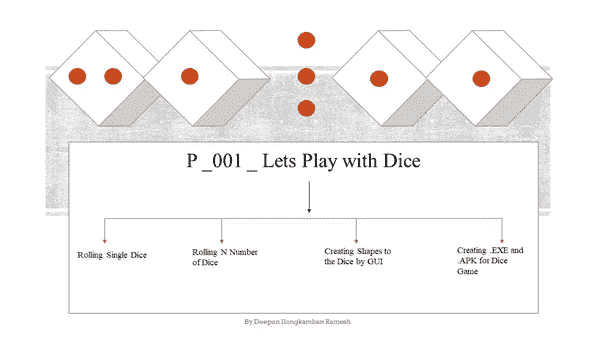 P _001 _ Lets Play with Dice
Rolling Single Dice
Rolling N Number
of Dice
Creating Shapes to
the Dice by GUI
Creating .EXE and
.APK for Dice
Game
By Deepan Ilangkamban Ramesh